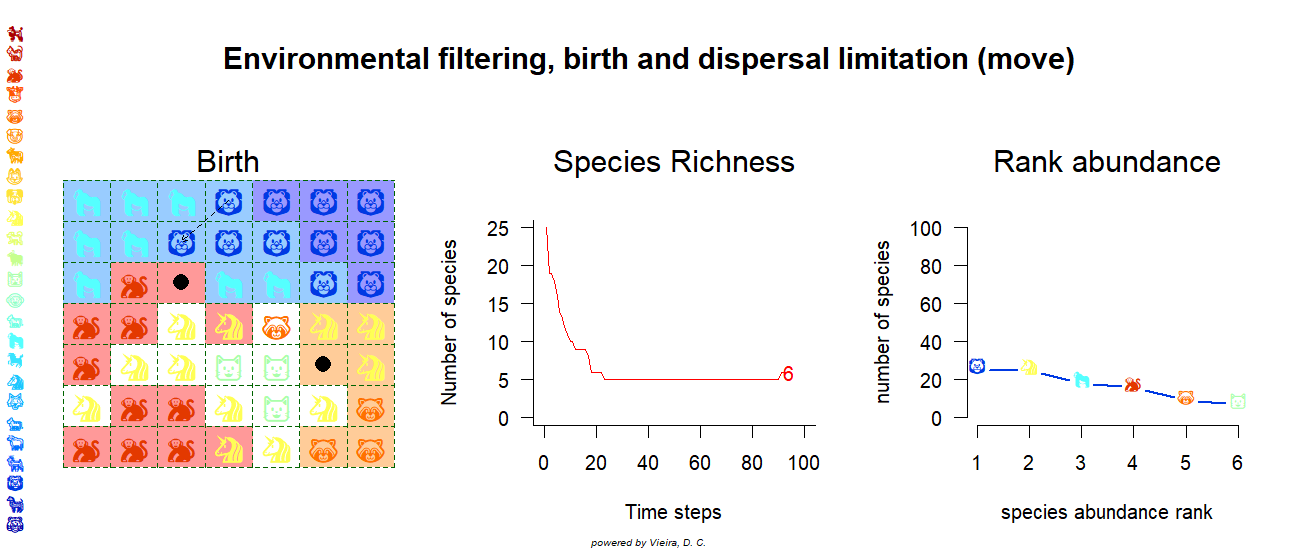 Environmental filtering, birth and dispersal limitation (move)
Birth
Species Richness
Rank abundance
Number of species
25
20
15
10
5
0
6
0 20 40 60 80 100
Time steps
number of species
100
80
60
40
20
0
1 2 3 4 5 6
species abundance rank
powered by Vieira, D. C.